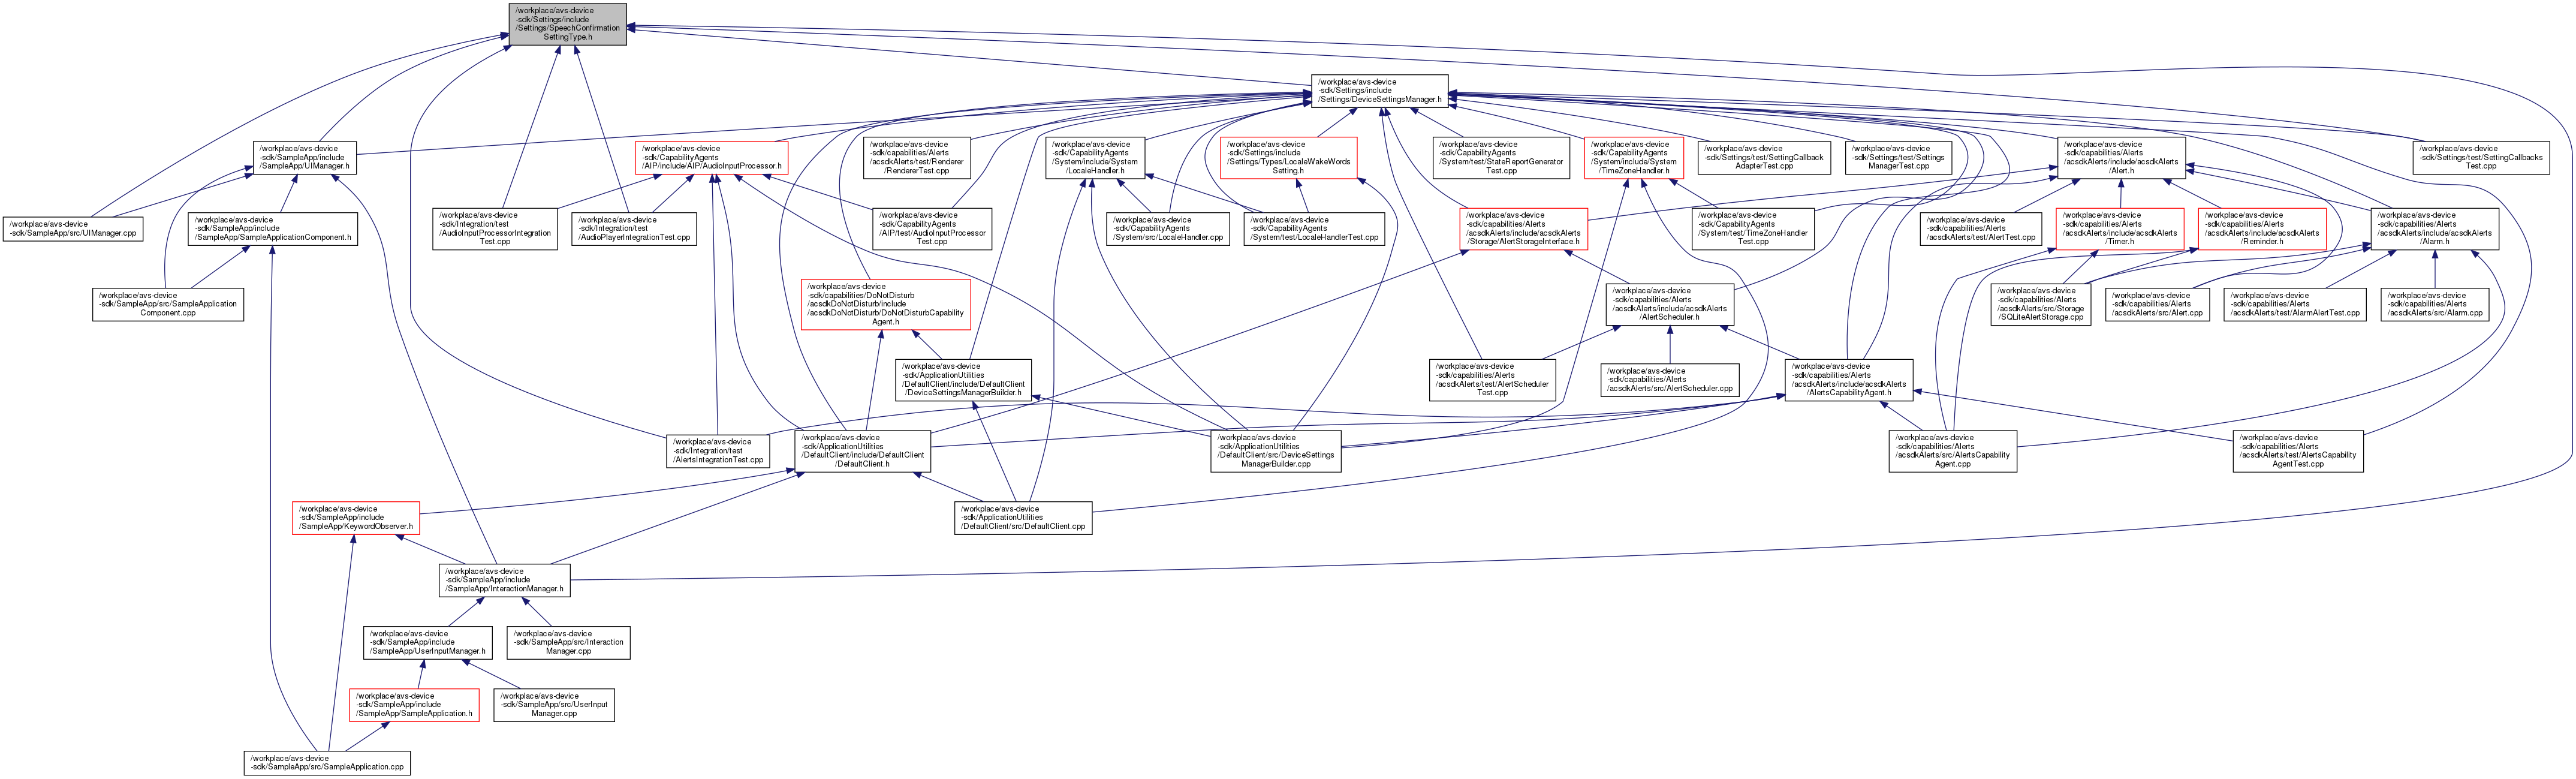 /workplace/avs-device
-sdk/Settings/include
/Settings/SpeechConfirmation
SettingType.h
/workplace/avs-device
-sdk/Settings/include
/Settings/DeviceSettingsManager.h
/workplace/avs-device
-sdk/SampleApp/include
/SampleApp/UIManager.h
/workplace/avs-device
-sdk/CapabilityAgents
/AIP/include/AIP/AudioInputProcessor.h
/workplace/avs-device
-sdk/capabilities/Alerts
/acsdkAlerts/test/Renderer
/RendererTest.cpp
/workplace/avs-device
-sdk/CapabilityAgents
/System/include/System
/LocaleHandler.h
/workplace/avs-device
-sdk/Settings/include
/Settings/Types/LocaleWakeWords
Setting.h
/workplace/avs-device
-sdk/CapabilityAgents
/System/test/StateReportGenerator
Test.cpp
/workplace/avs-device
-sdk/CapabilityAgents
/System/include/System
/TimeZoneHandler.h
/workplace/avs-device
-sdk/Settings/test/SettingCallback
AdapterTest.cpp
/workplace/avs-device
-sdk/Settings/test/Settings
ManagerTest.cpp
/workplace/avs-device
-sdk/capabilities/Alerts
/acsdkAlerts/include/acsdkAlerts
/Alert.h
/workplace/avs-device
-sdk/Settings/test/SettingCallbacks
Test.cpp
/workplace/avs-device
-sdk/SampleApp/src/UIManager.cpp
/workplace/avs-device
-sdk/SampleApp/include
/SampleApp/SampleApplicationComponent.h
/workplace/avs-device
-sdk/Integration/test
/AudioInputProcessorIntegration
Test.cpp
/workplace/avs-device
-sdk/Integration/test
/AudioPlayerIntegrationTest.cpp
/workplace/avs-device
-sdk/CapabilityAgents
/AIP/test/AudioInputProcessor
Test.cpp
/workplace/avs-device
-sdk/CapabilityAgents
/System/src/LocaleHandler.cpp
/workplace/avs-device
-sdk/CapabilityAgents
/System/test/LocaleHandlerTest.cpp
/workplace/avs-device
-sdk/capabilities/Alerts
/acsdkAlerts/include/acsdkAlerts
/Storage/AlertStorageInterface.h
/workplace/avs-device
-sdk/CapabilityAgents
/System/test/TimeZoneHandler
Test.cpp
/workplace/avs-device
-sdk/capabilities/Alerts
/acsdkAlerts/test/AlertTest.cpp
/workplace/avs-device
-sdk/capabilities/Alerts
/acsdkAlerts/include/acsdkAlerts
/Timer.h
/workplace/avs-device
-sdk/capabilities/Alerts
/acsdkAlerts/include/acsdkAlerts
/Reminder.h
/workplace/avs-device
-sdk/capabilities/Alerts
/acsdkAlerts/include/acsdkAlerts
/Alarm.h
/workplace/avs-device
-sdk/SampleApp/src/SampleApplication
Component.cpp
/workplace/avs-device
-sdk/capabilities/DoNotDisturb
/acsdkDoNotDisturb/include
/acsdkDoNotDisturb/DoNotDisturbCapability
Agent.h
/workplace/avs-device
-sdk/capabilities/Alerts
/acsdkAlerts/include/acsdkAlerts
/AlertScheduler.h
/workplace/avs-device
-sdk/capabilities/Alerts
/acsdkAlerts/src/Storage
/SQLiteAlertStorage.cpp
/workplace/avs-device
-sdk/capabilities/Alerts
/acsdkAlerts/src/Alert.cpp
/workplace/avs-device
-sdk/capabilities/Alerts
/acsdkAlerts/test/AlarmAlertTest.cpp
/workplace/avs-device
-sdk/capabilities/Alerts
/acsdkAlerts/src/Alarm.cpp
/workplace/avs-device
-sdk/ApplicationUtilities
/DefaultClient/include/DefaultClient
/DeviceSettingsManagerBuilder.h
/workplace/avs-device
-sdk/capabilities/Alerts
/acsdkAlerts/test/AlertScheduler
Test.cpp
/workplace/avs-device
-sdk/capabilities/Alerts
/acsdkAlerts/src/AlertScheduler.cpp
/workplace/avs-device
-sdk/capabilities/Alerts
/acsdkAlerts/include/acsdkAlerts
/AlertsCapabilityAgent.h
/workplace/avs-device
-sdk/Integration/test
/AlertsIntegrationTest.cpp
/workplace/avs-device
-sdk/ApplicationUtilities
/DefaultClient/include/DefaultClient
/DefaultClient.h
/workplace/avs-device
-sdk/ApplicationUtilities
/DefaultClient/src/DeviceSettings
ManagerBuilder.cpp
/workplace/avs-device
-sdk/capabilities/Alerts
/acsdkAlerts/src/AlertsCapability
Agent.cpp
/workplace/avs-device
-sdk/capabilities/Alerts
/acsdkAlerts/test/AlertsCapability
AgentTest.cpp
/workplace/avs-device
-sdk/SampleApp/include
/SampleApp/KeywordObserver.h
/workplace/avs-device
-sdk/ApplicationUtilities
/DefaultClient/src/DefaultClient.cpp
/workplace/avs-device
-sdk/SampleApp/include
/SampleApp/InteractionManager.h
/workplace/avs-device
-sdk/SampleApp/include
/SampleApp/UserInputManager.h
/workplace/avs-device
-sdk/SampleApp/src/Interaction
Manager.cpp
/workplace/avs-device
-sdk/SampleApp/include
/SampleApp/SampleApplication.h
/workplace/avs-device
-sdk/SampleApp/src/UserInput
Manager.cpp
/workplace/avs-device
-sdk/SampleApp/src/SampleApplication.cpp